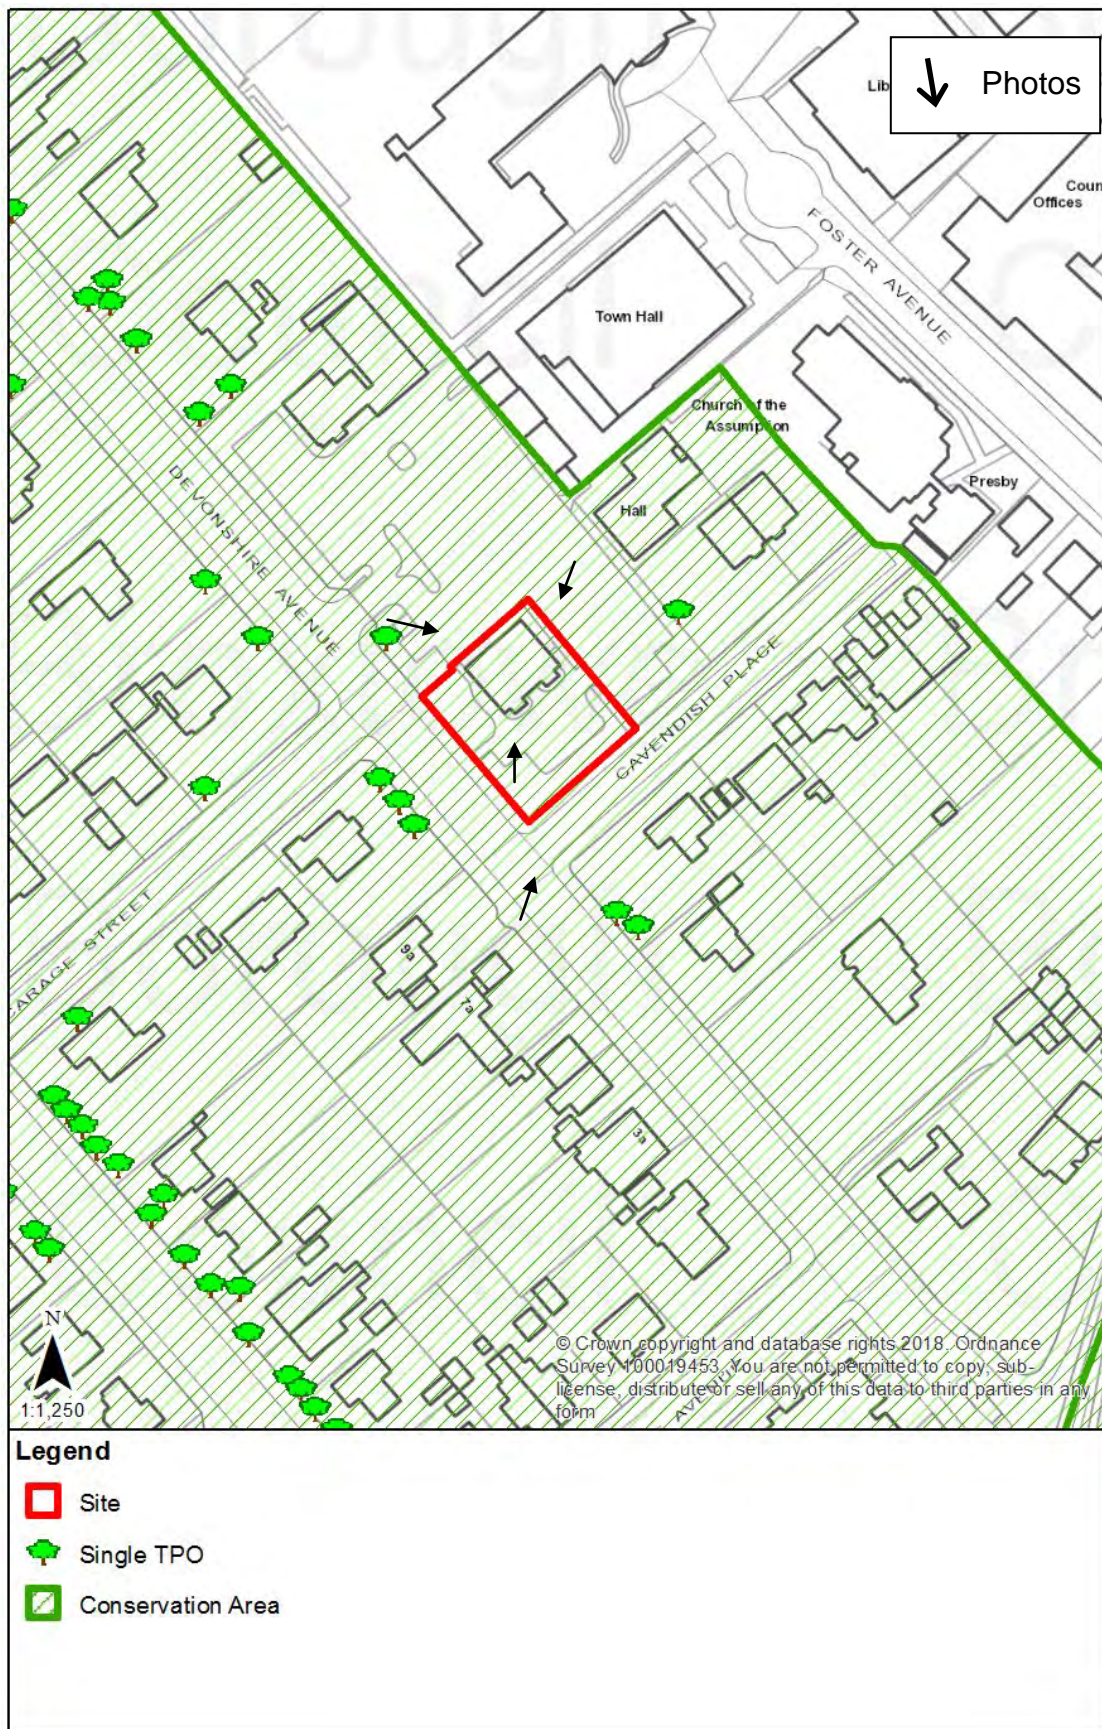 Photos
Lib
Coun
Offices
FOSTER AVENUE
Town Hall
Church of the
Assumption
Presby
Hall
DEVONSHIRE AVENUE
CAVENDISH PLACE
9a
7a
ARAGE STREET
3a
N
1:1,250
© Crown copyright and database rights 2018. Ordnance
Survey 100019453. You are not permitted to copy, sub-
license, distribute or sell any of this data to third parties in any
form
AVENUE
Legend
Site
Single TPO
Conservation Area